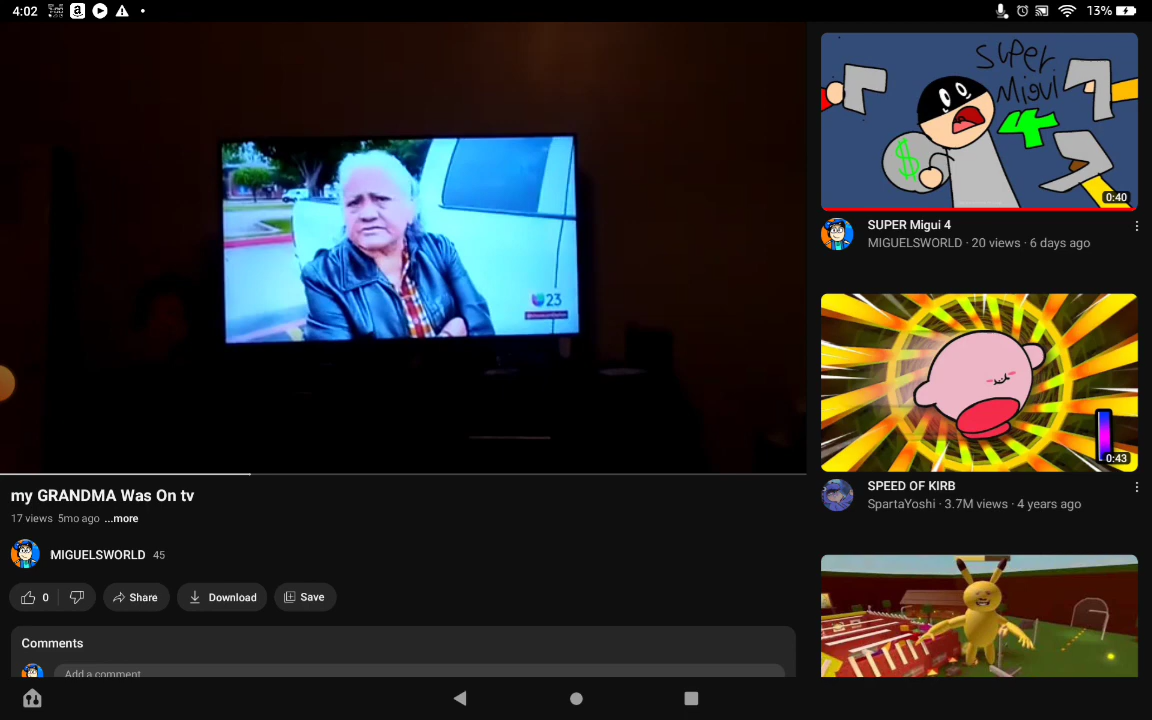 4:02
13%
23
my GRANDMA Was On tv
17 views 5mo ago ...more
MIGUELSWORLD 45
0
Share
Download
Save
Comments
Add a comment
SUPER
Migui
$
0:40
SUPER Migui 4
MIGUELSWORLD · 20 views · 6 days ago
0:43
SPEED OF KIRB
SpartaYoshi · 3.7M views · 4 years ago